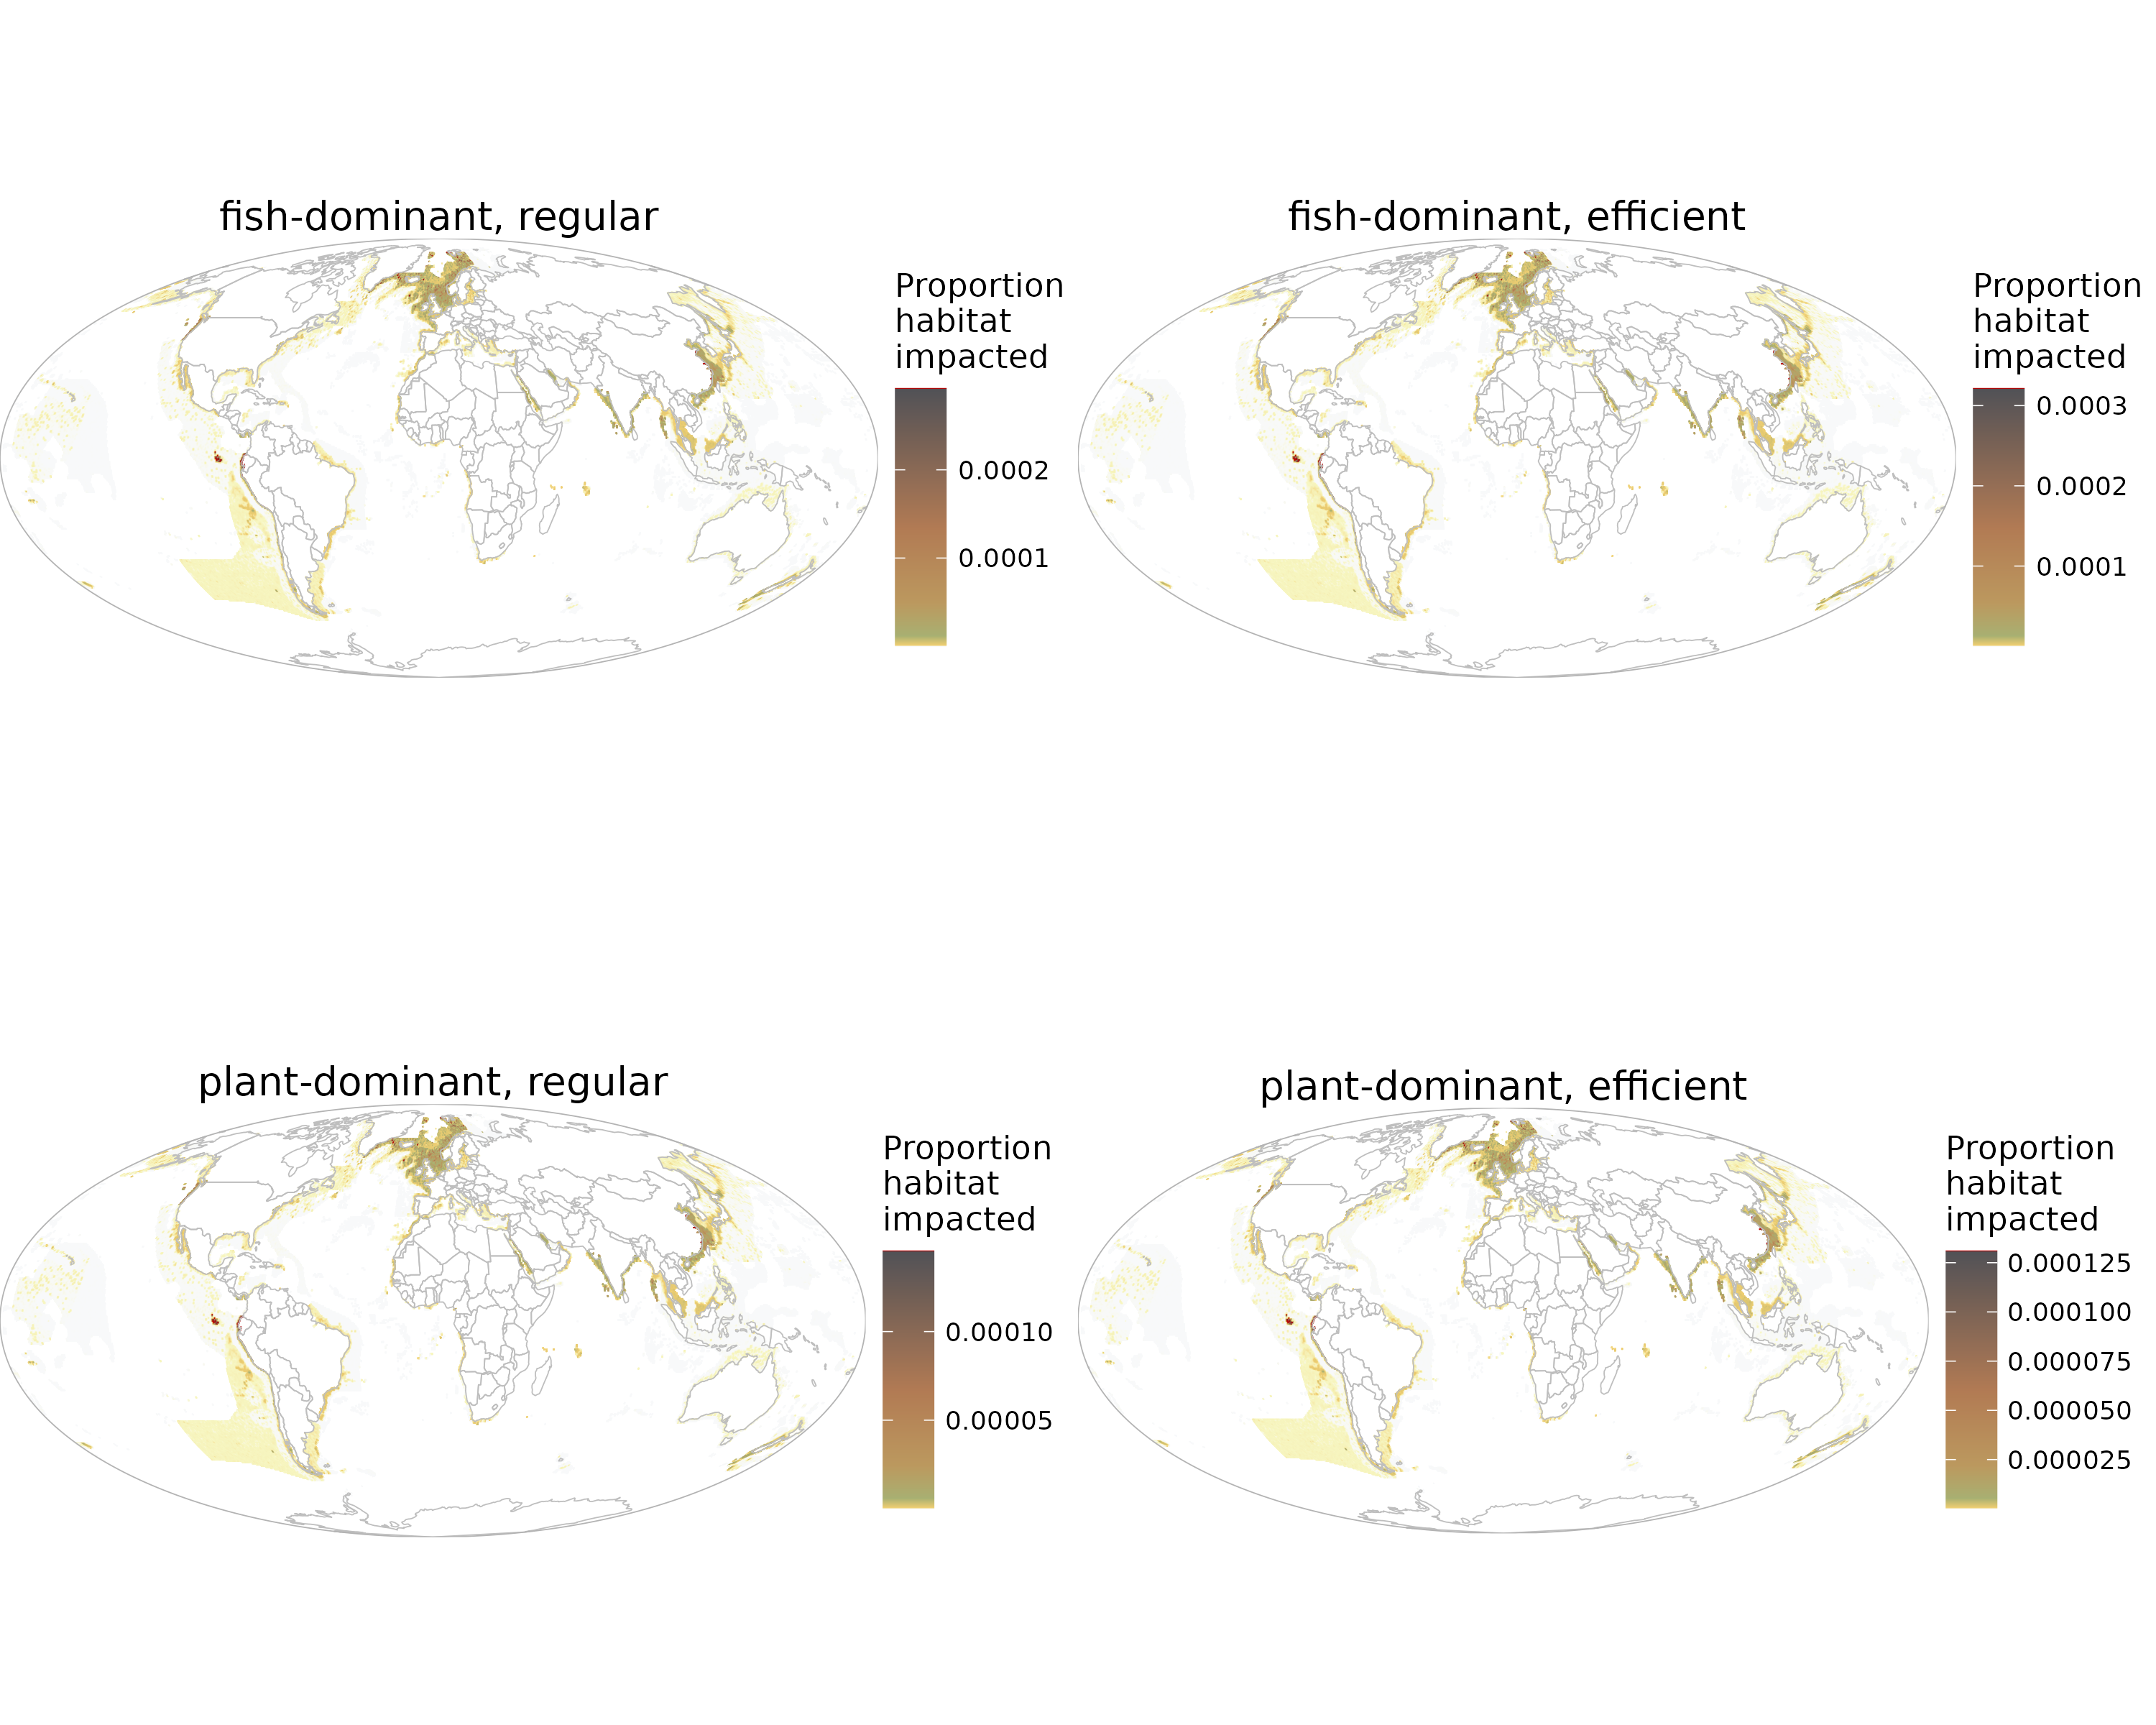 fish-dominant, regular
Proportion
habitat
impacted
0.0002
0.0001
fish-dominant, efficient
Proportion
habitat
impacted
0.0003
0.0002
0.0001
plant-dominant, regular
Proportion
habitat
impacted
0.00010
0.00005
plant-dominant, efficient
Proportion
habitat
impacted
0.000125
0.000100
0.000075
0.000050
0.000025